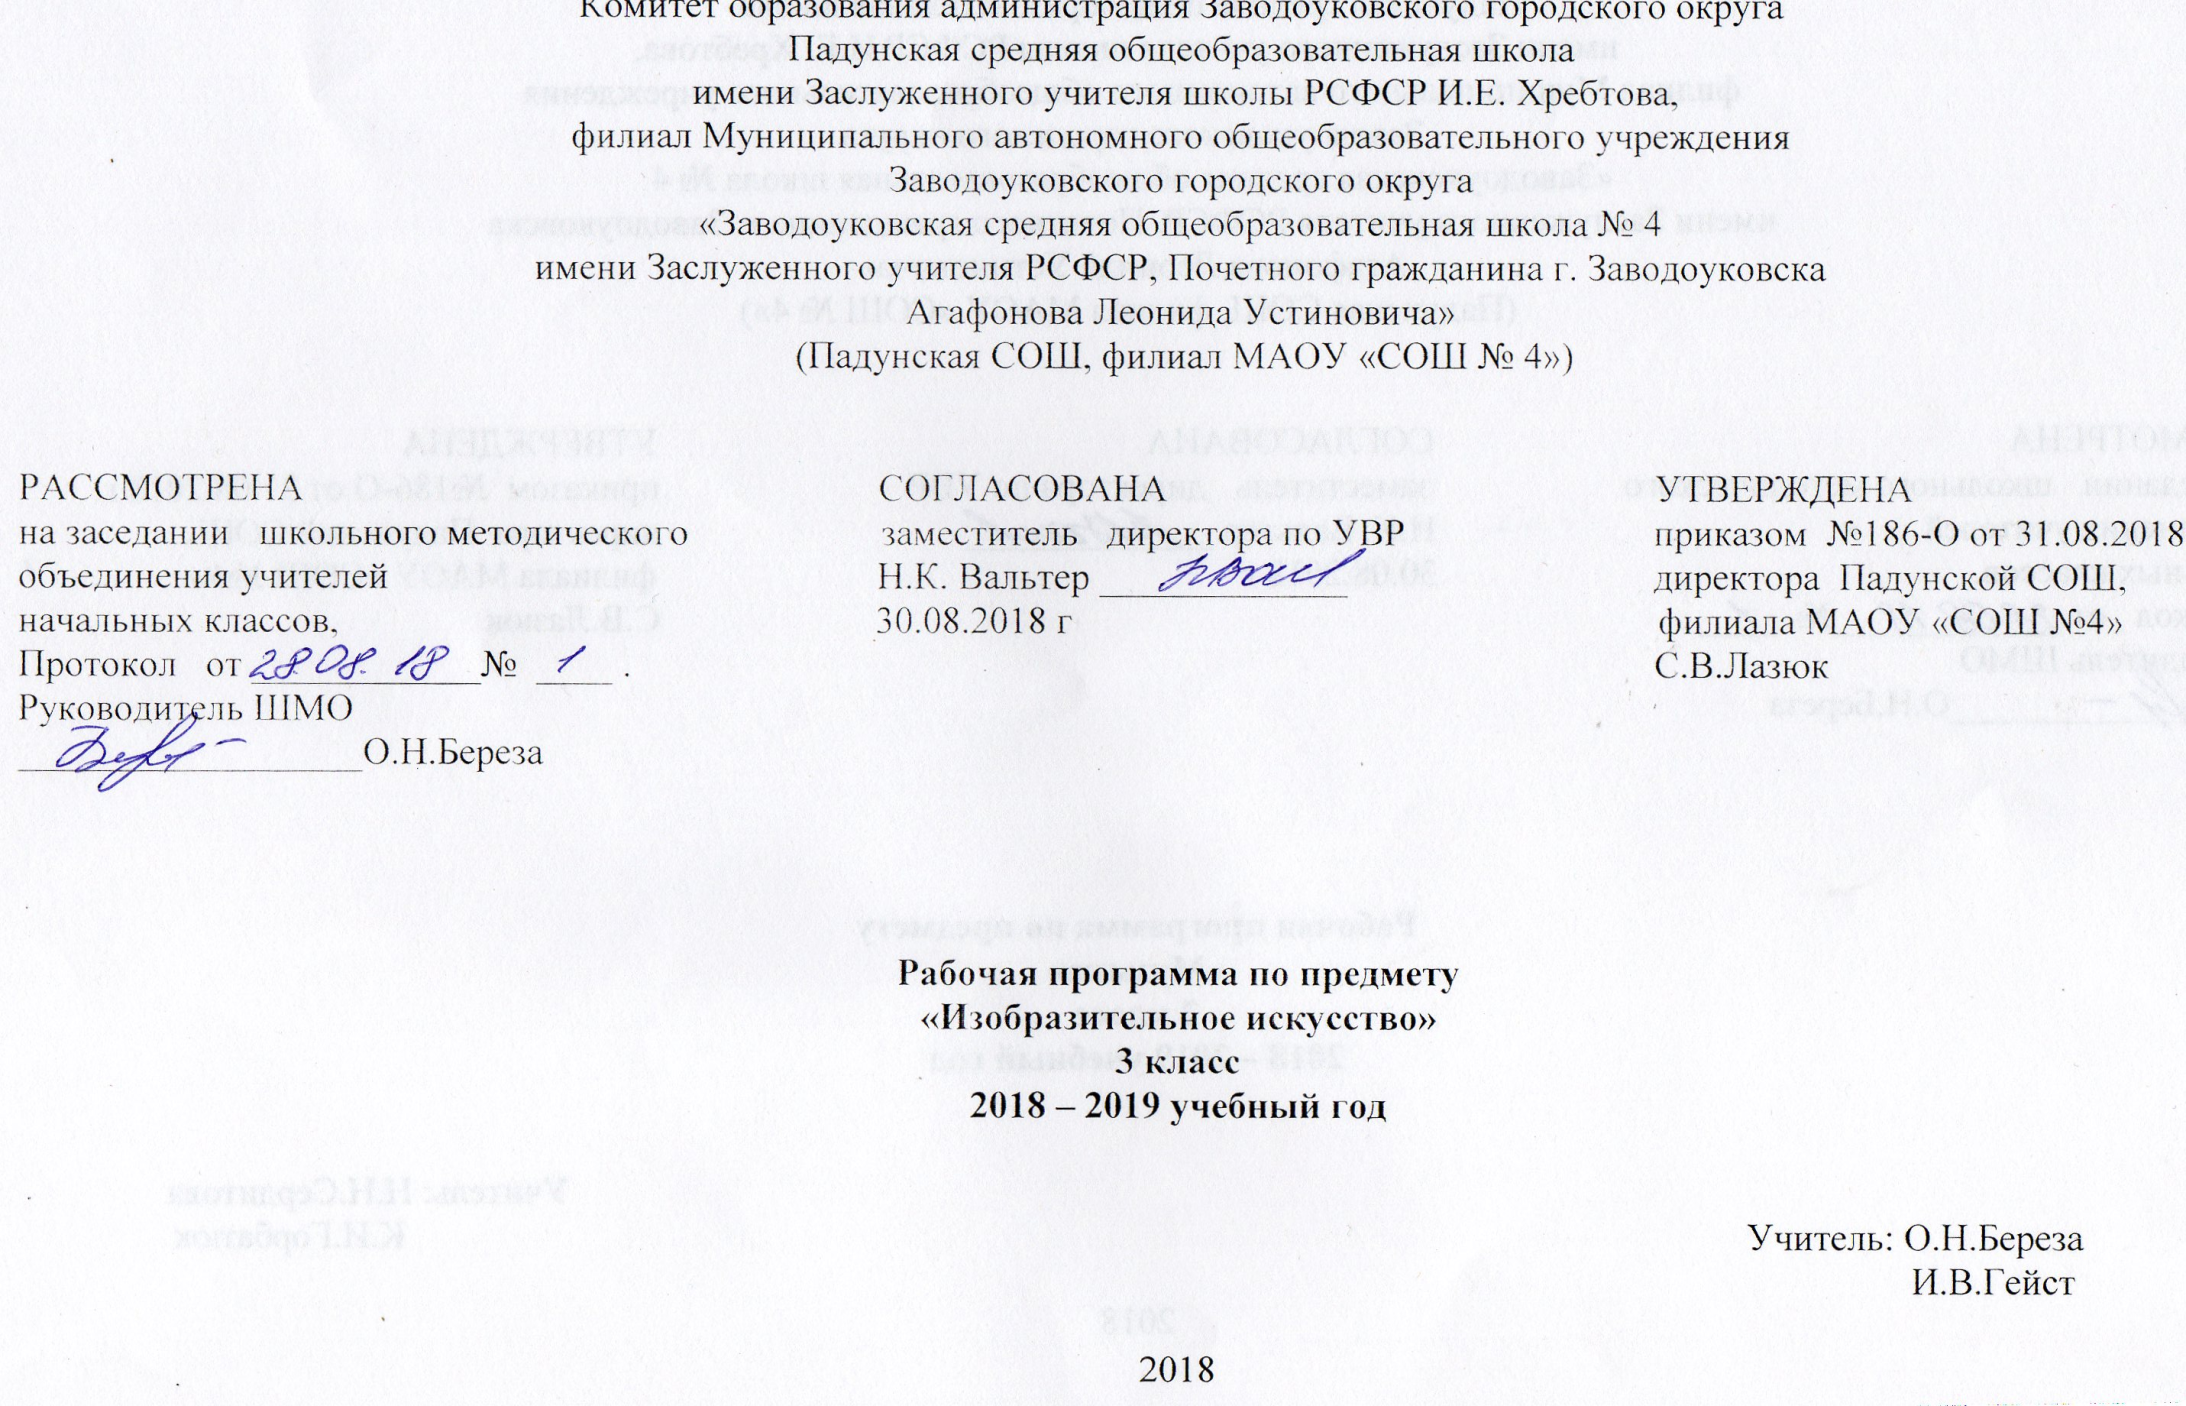 Комитет образования администрация Заводоуковского городского округа
Падунская средняя общеобразовательная школа
имени Заслуженного учителя школы РСФСР И.Е. Хребтова,
филиал Муниципального автономного общеобразовательного учреждения
Заводоуковского городского округа
«Заводоуковская средняя общеобразовательная школа № 4
имени Заслуженного учителя РСФСР, Почетного гражданина г. Заводоуковска
Агафонова Леонида Устиновича»
(Падунская СОШ, филиал МАОУ «СОШ № 4»)
РАССМОТРЕНА
на заседании школьного методического
объединения учителей
начальных классов,
Протокол от 28.08.18 № 1 .
Руководитель ШМО
О.Н.Береза
СОГЛАСОВАНА
заместитель директора по УВР
Н.К. Вальтер
30.08.2018 г
УТВЕРЖДЕНА
приказом №186-О от 31.08.2018
директора Падунской СОШ,
филиала МАОУ «СОШ №4»
С.В.Лазюк
Рабочая программа по предмету
«Изобразительное искусство»
3 класс
2018 – 2019 учебный год
Учитель: О.Н.Береза
И.В.Гейст
2018